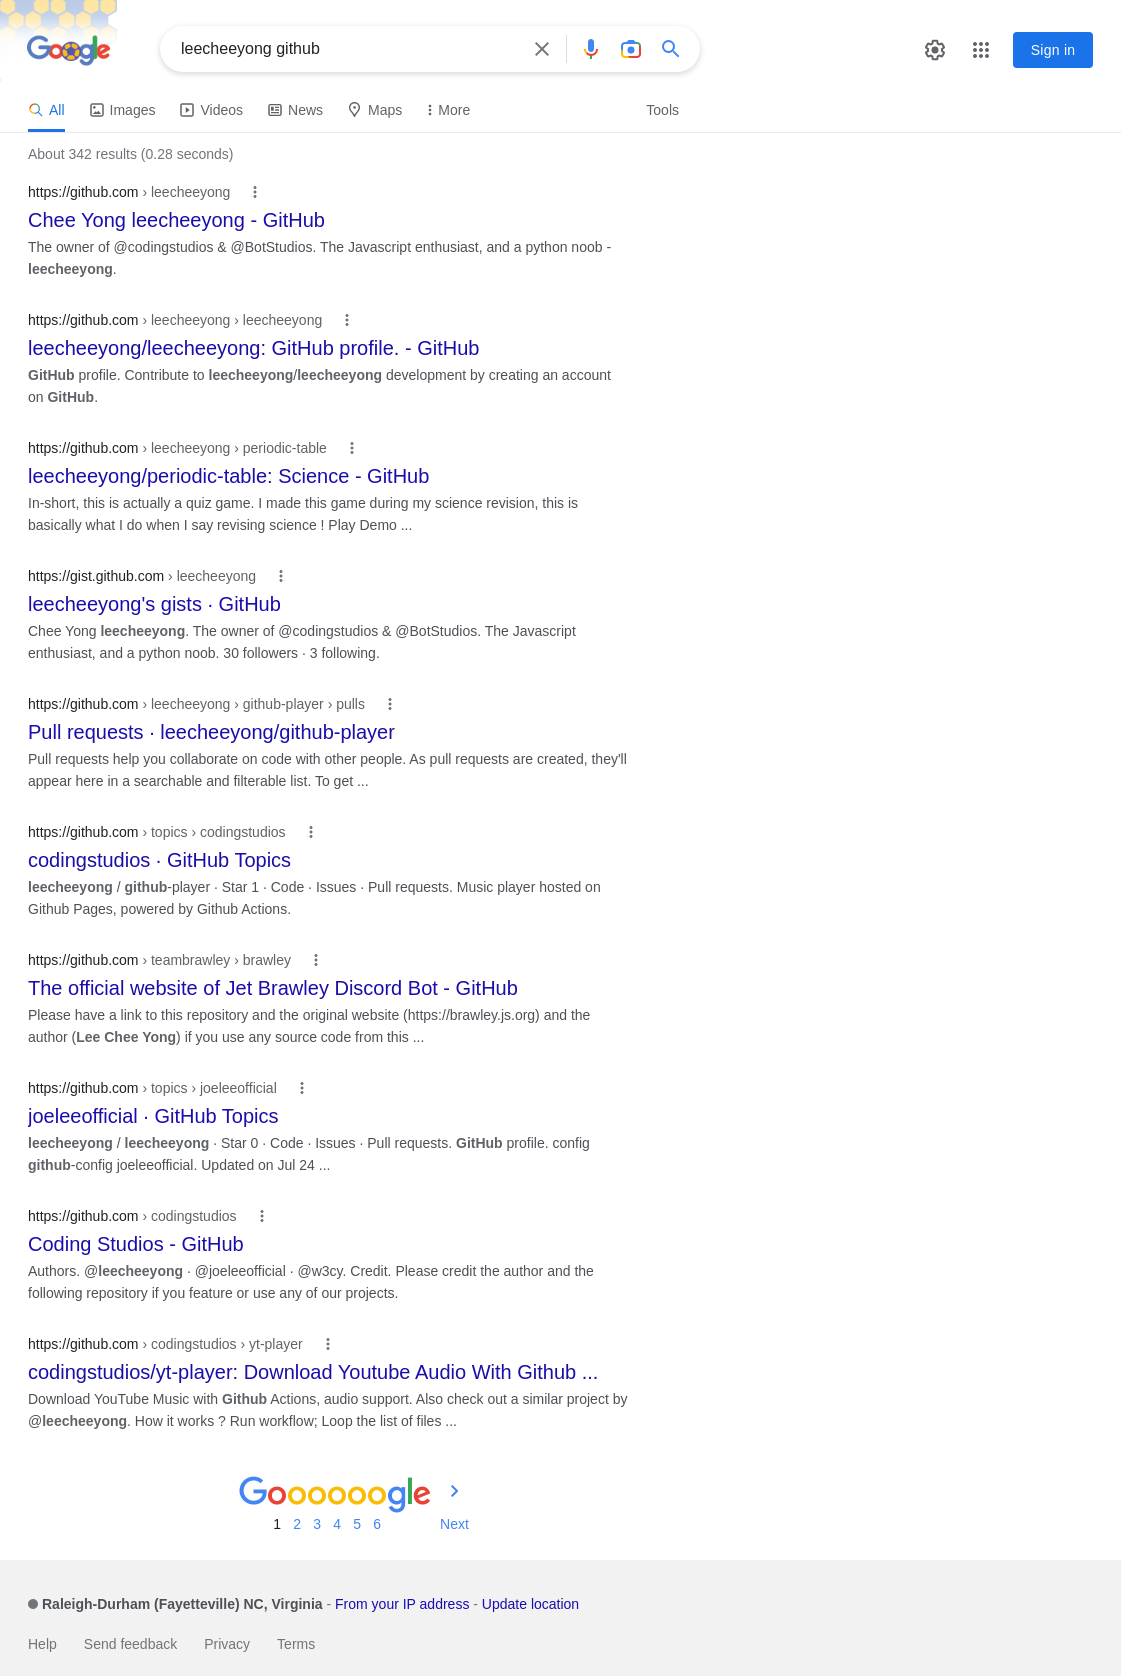 Google
leecheeyong github
Sign in
All Images Videos News Maps More Tools
About 342 results (0.28 seconds)
https://github.com › leecheeyong
Chee Yong leecheeyong - GitHub
The owner of @codingstudios & @BotStudios. The Javascript enthusiast, and a python noob -
leecheeyong.
https://github.com › leecheeyong › leecheeyong
leecheeyong/leecheeyong: GitHub profile. - GitHub
GitHub profile. Contribute to leecheeyong/leecheeyong development by creating an account
on GitHub.
https://github.com › leecheeyong › periodic-table
leecheeyong/periodic-table: Science - GitHub
In-short, this is actually a quiz game. I made this game during my science revision, this is
basically what I do when I say revising science ! Play Demo ...
https://gist.github.com › leecheeyong
leecheeyong's gists · GitHub
Chee Yong leecheeyong. The owner of @codingstudios & @BotStudios. The Javascript
enthusiast, and a python noob. 30 followers · 3 following.
https://github.com › leecheeyong › github-player › pulls
Pull requests · leecheeyong/github-player
Pull requests help you collaborate on code with other people. As pull requests are created, they'll
appear here in a searchable and filterable list. To get ...
https://github.com › topics › codingstudios
codingstudios · GitHub Topics
leecheeyong / github-player · Star 1 · Code · Issues · Pull requests. Music player hosted on
Github Pages, powered by Github Actions.
https://github.com › teambrawley › brawley
The official website of Jet Brawley Discord Bot - GitHub
Please have a link to this repository and the original website (https://brawley.js.org) and the
author (Lee Chee Yong) if you use any source code from this ...
https://github.com › topics › joeleeofficial
joeleeofficial · GitHub Topics
leecheeyong / leecheeyong · Star 0 · Code · Issues · Pull requests. GitHub profile. config
github-config joeleeofficial. Updated on Jul 24 ...
https://github.com › codingstudios
Coding Studios - GitHub
Authors. @leecheeyong · @joeleeofficial · @w3cy. Credit. Please credit the author and the
following repository if you feature or use any of our projects.
https://github.com › codingstudios › yt-player
codingstudios/yt-player: Download Youtube Audio With Github ...
Download YouTube Music with Github Actions, audio support. Also check out a similar project by
@leecheeyong. How it works ? Run workflow; Loop the list of files ...
Goooooogle
1 2 3 4 5 6 Next
Raleigh-Durham (Fayetteville) NC, Virginia - From your IP address - Update location
Help Send feedback Privacy Terms